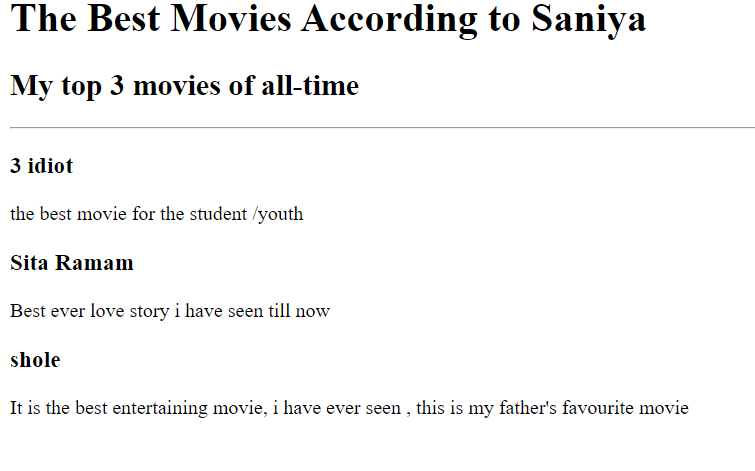 The Best Movies According to Saniya
My top 3 movies of all-time
3 idiot
the best movie for the student /youth
Sita Ramam
Best ever love story i have seen till now
shole
It is the best entertaining movie, i have ever seen , this is my father's favourite movie